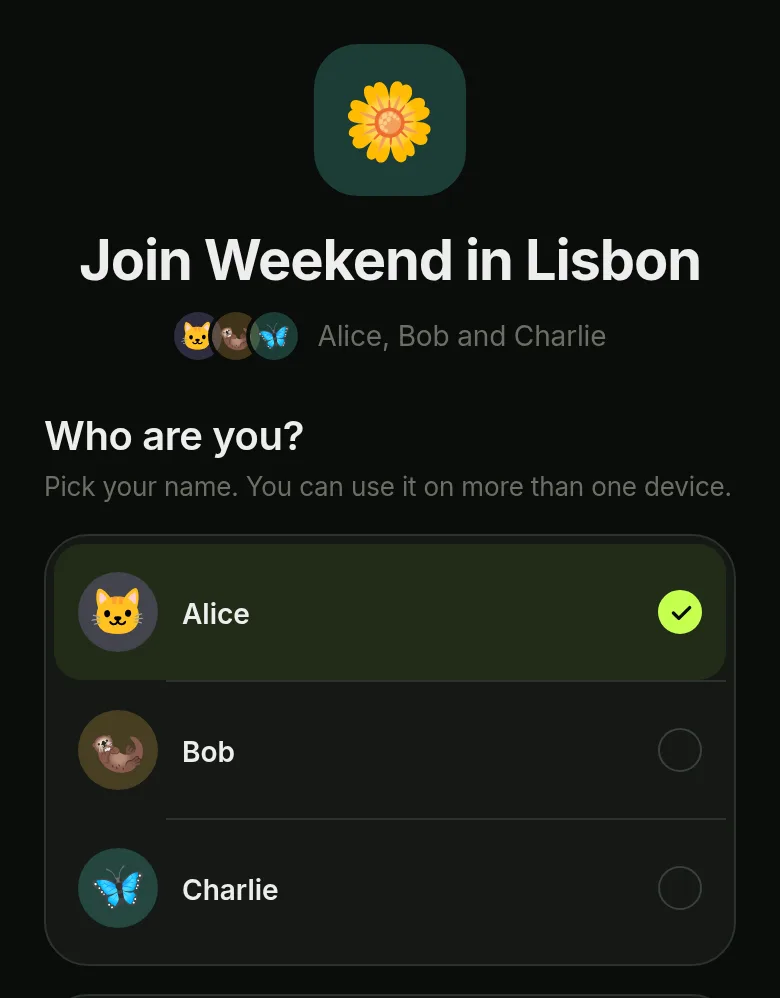 Join Weekend in Lisbon
Alice, Bob and Charlie
Who are you?
Pick your name. You can use it on more than one device.
Alice
Bob
Charlie